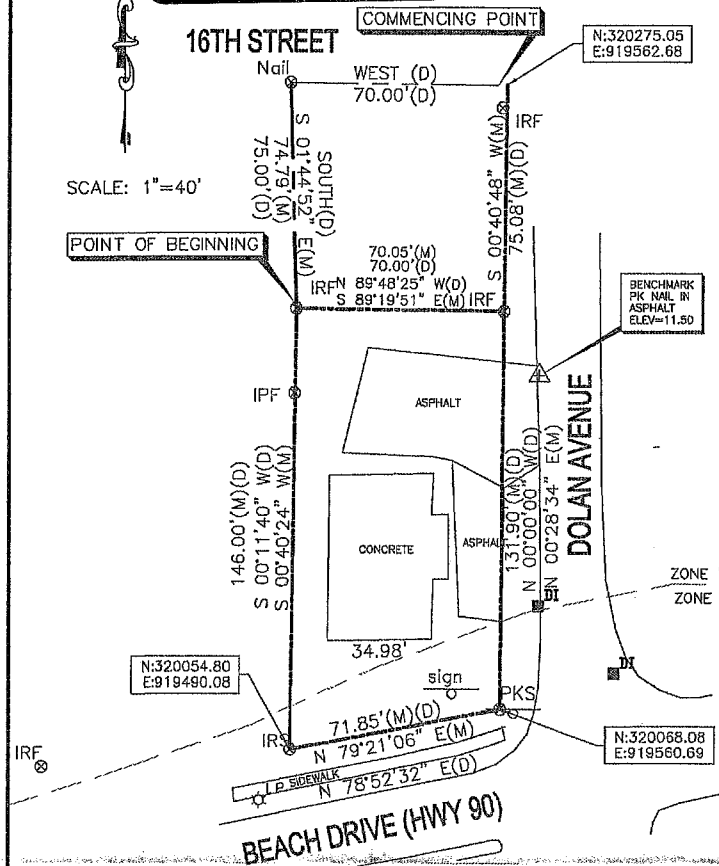 COMMENCING POINT
16TH STREET
N:320275.05
E:919562.68
Nail
WEST (D)
70.00'(D)
IRF
SCALE: 1"=40'
SOUTH(D)
S 01°44'52" E(M)
74.79'(M)
75.00'(D)
S 00°40'48" W(M)
75.08'(M)(D)
POINT OF BEGINNING
70.05'(M)
70.00'(D)
IRF
N 89°48'25" W(D)
S 89°19'51" E(M)
IRF
BENCHMARK
PK NAIL IN
ASPHALT
ELEV=11.50
IPF
ASPHALT
DOLAN AVENUE
146.00'(M)(D)
S 00°11'40" W(D)
S 00°40'24" W(M)
131.90'(M)(D)
N 00°00'00" W(D)
N 00°28'34" E(M)
CONCRETE
ASPHALT
ZONE
ZONE
DI
34.98'
DI
N:320054.80
E:919490.08
sign
PKS
71.85'(M)(D)
N:320068.08
E:919560.69
IRS
N 79°21'06" E(M)
IRF
LP SIDEWALK
N 78°52'32" E(D)
BEACH DRIVE (HWY 90)